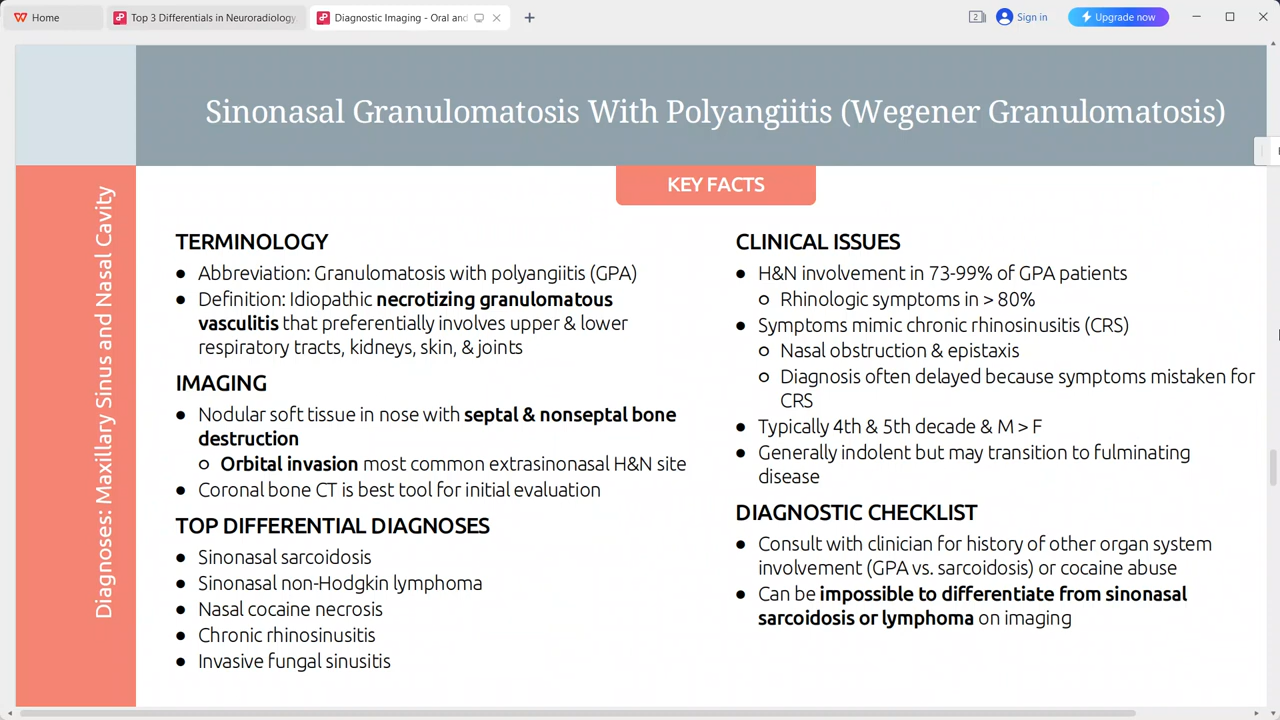 Home
Top 3 Differentials in Neuroradiology.
Diagnostic Imaging - Oral and
2
Sign in
Upgrade now
Sinonasal Granulomatosis With Polyangiitis (Wegener Granulomatosis)
Diagnoses: Maxillary Sinus and Nasal Cavity
KEY FACTS
TERMINOLOGY
● Abbreviation: Granulomatosis with polyangiitis (GPA)
● Definition: Idiopathic necrotizing granulomatous
vasculitis that preferentially involves upper & lower
respiratory tracts, kidneys, skin, & joints
IMAGING
● Nodular soft tissue in nose with septal & nonseptal bone
destruction
○ Orbital invasion most common extrasinonasal H&N site
● Coronal bone CT is best tool for initial evaluation
TOP DIFFERENTIAL DIAGNOSES
● Sinonasal sarcoidosis
● Sinonasal non-Hodgkin lymphoma
● Nasal cocaine necrosis
● Chronic rhinosinusitis
● Invasive fungal sinusitis
CLINICAL ISSUES
● H&N involvement in 73-99% of GPA patients
○ Rhinologic symptoms in > 80%
● Symptoms mimic chronic rhinosinusitis (CRS)
○ Nasal obstruction & epistaxis
○ Diagnosis often delayed because symptoms mistaken for
CRS
● Typically 4th & 5th decade & M > F
● Generally indolent but may transition to fulminating
disease
DIAGNOSTIC CHECKLIST
● Consult with clinician for history of other organ system
involvement (GPA vs. sarcoidosis) or cocaine abuse
● Can be impossible to differentiate from sinonasal
sarcoidosis or lymphoma on imaging